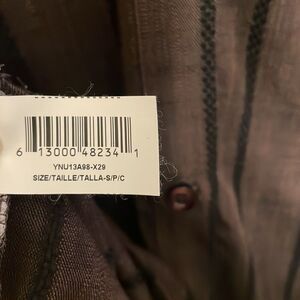 6 13000 48234 1
YNU13A98-X29
SIZE/TAILLE/TALLA-S/P/C